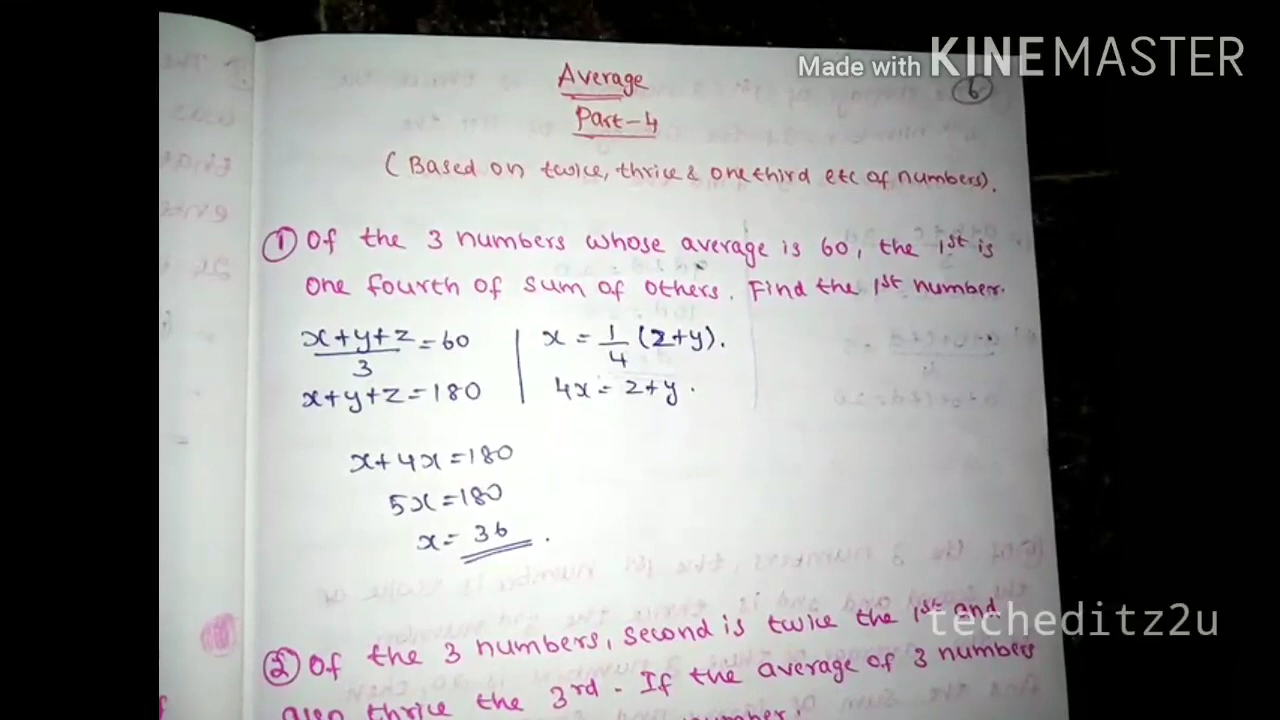 Made with KINEMASTER
Average
6
Part-4
(Based on twice, thrice & one third etc of numbers).
① Of the 3 numbers whose average is 60, the 1st is
one fourth of sum of others. Find the 1st number.
x+y+z/3 = 60 | x = 1/4 (z+y).
x+y+z=180 | 4x = z+y.
x+4x=180
5x=180
x= 36.
② Of the 3 numbers, second is twice the 1st and
also thrice the 3rd. If the average of 3 numbers
number.
techeditz2u